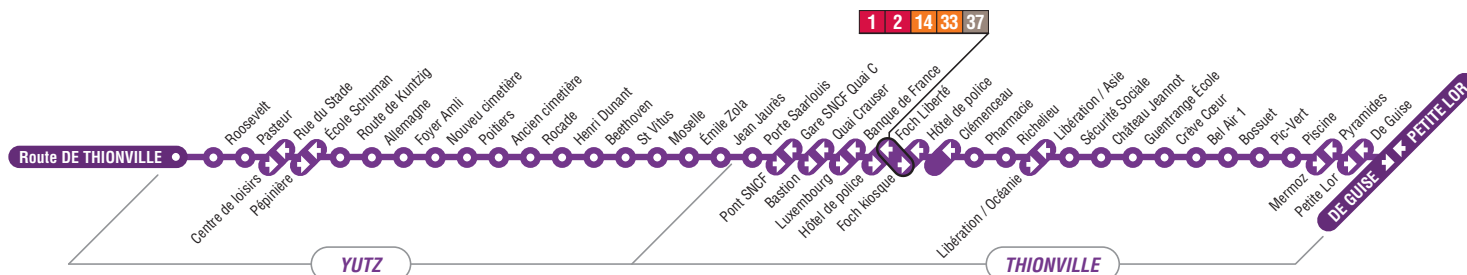 1 2 14 33 37
Route DE THIONVILLE
Roosevelt
Pasteur
Rue du Stade
École Schuman
Route de Kuntzig
Allemagne
Foyer Amli
Nouveau cimetière
Poitiers
Ancien cimetière
Rocade
Henri Dunant
Beethoven
St Vitus
Moselle
Émile Zola
Jean Jaurès
Porte Saarlouis
Gare SNCF Quai C
Quai Crauser
Banque de France
Foch Liberté
Hôtel de police
Clémenceau
Pharmacie
Richelieu
Libération / Asie
Sécurité Sociale
Château Jeannot
Guentrange École
Crève Cœur
Bel Air 1
Bossuet
Pic-Vert
Piscine
Pyramides
De Guise
DE GUISE PETITE LOR
Centre de loisirs
Pépinière
Pont SNCF
Bastion
Luxembourg
Hôtel de police
Foch kiosque
Libération / Océanie
Mermoz
Petite Lor
YUTZ
THIONVILLE